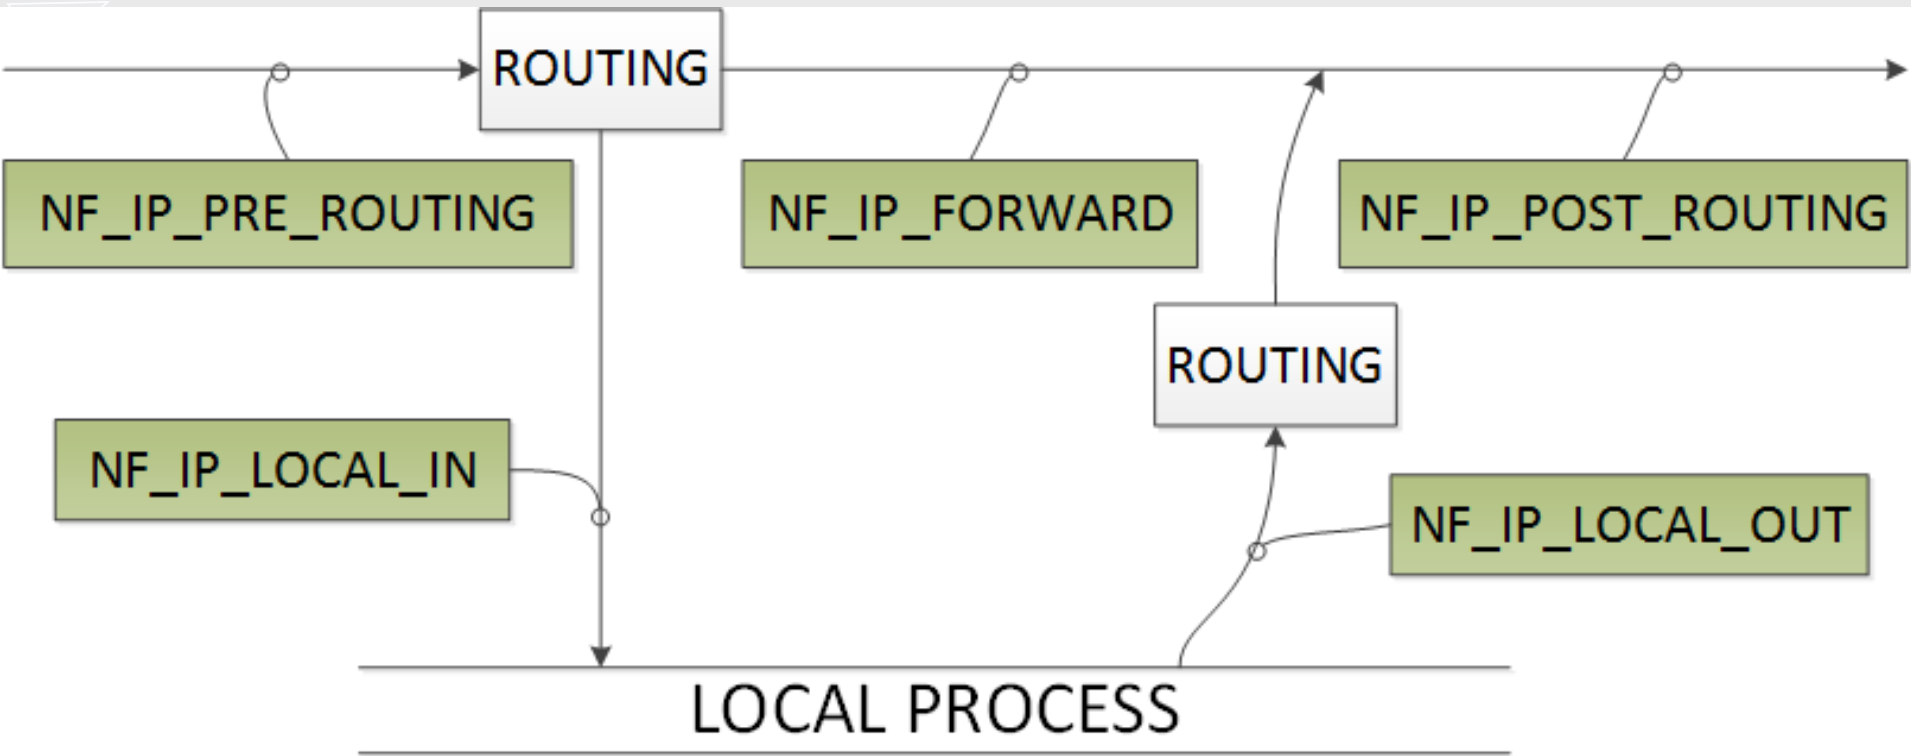 ROUTING
NF_IP_PRE_ROUTING
NF_IP_FORWARD
NF_IP_POST_ROUTING
ROUTING
NF_IP_LOCAL_IN
NF_IP_LOCAL_OUT
LOCAL PROCESS